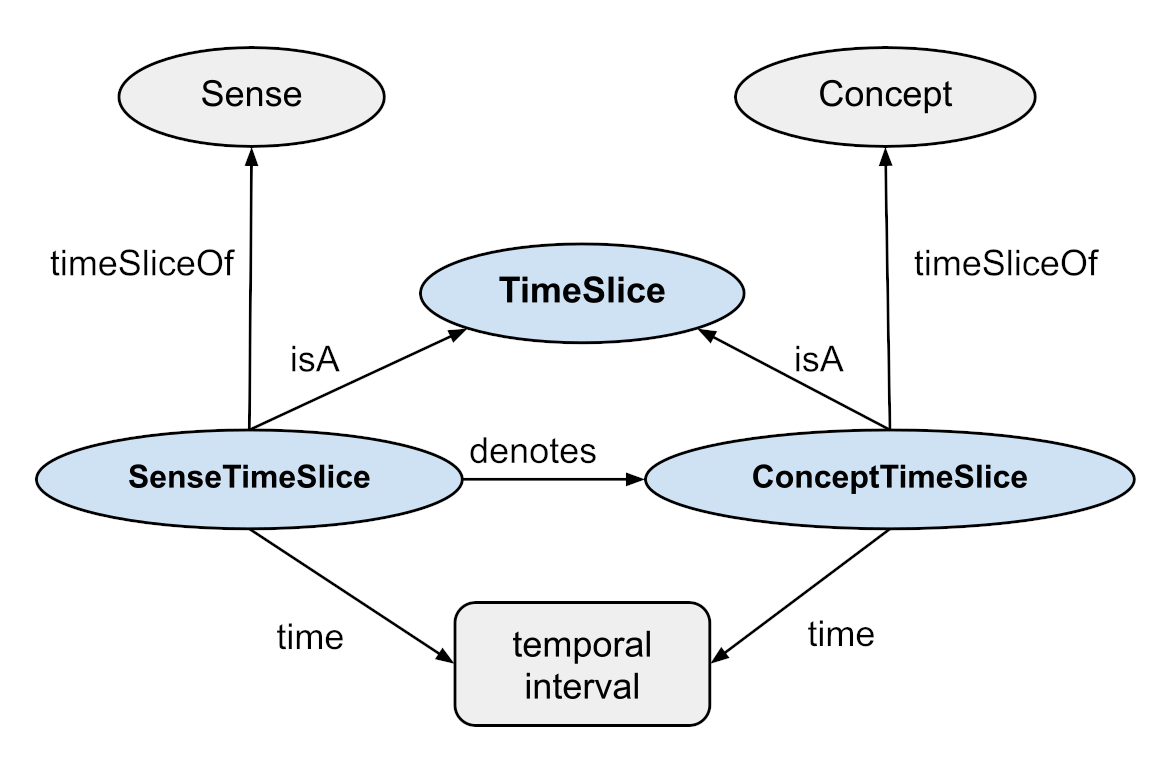 Sense
Concept
timeSliceOf
TimeSlice
timeSliceOf
isA
isA
SenseTimeSlice
denotes
ConceptTimeSlice
time
temporal
interval
time